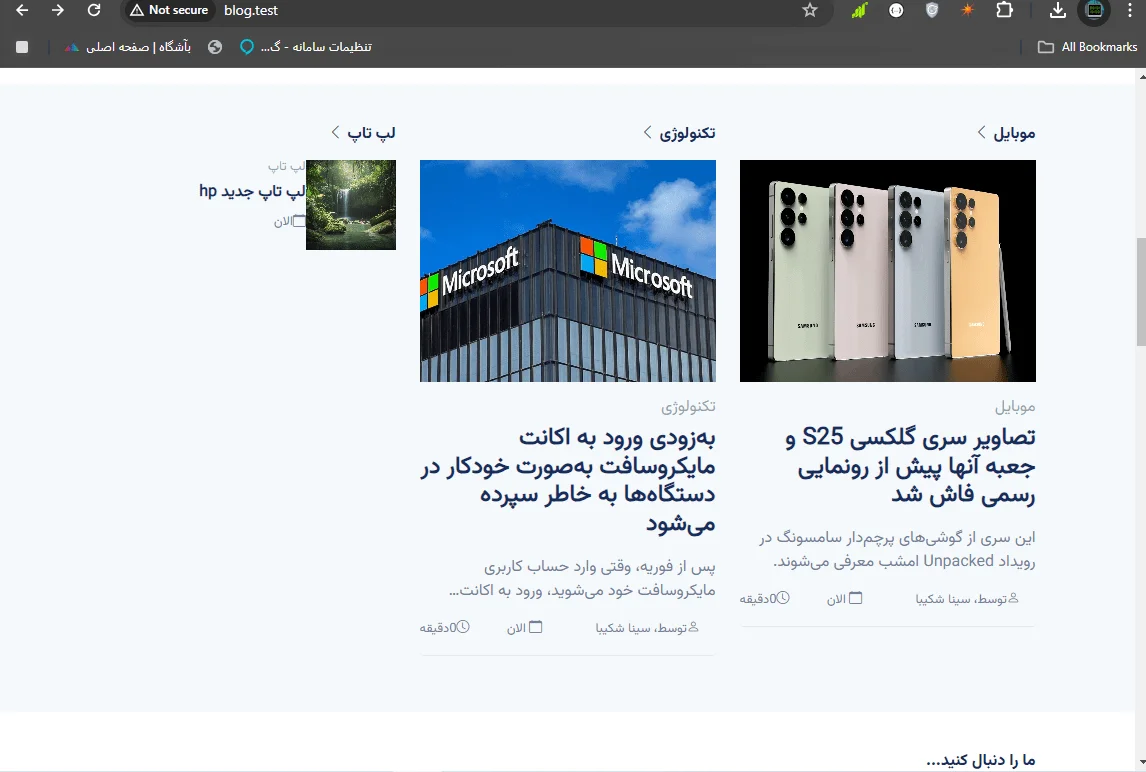 Not secure
blog.test
All Bookmarks
تنظیمات سامانه - گ...
باشگاه | صفحه اصلی
موبایل
SAMSUNG
SAMSUNG
SAMSUNG
موبایل
تصاویر سری گلکسی S25 و
جعبه آنها پیش از رونمایی
رسمی فاش شد
این سری از گوشی‌های پرچم‌دار سامسونگ در
رویداد Unpacked امشب معرفی می‌شوند.
توسط، سینا شکیبا
الان
0دقیقه
تکنولوژی
Microsoft
Microsoft
تکنولوژی
به‌زودی ورود به اکانت
مایکروسافت به‌صورت خودکار در
دستگاه‌ها به خاطر سپرده
می‌شود
پس از فوریه، وقتی وارد حساب کاربری
مایکروسافت خود می‌شوید، ورود به اکانت...
توسط، سینا شکیبا
الان
0دقیقه
لپ تاپ
لپ تاپ
لپ تاپ جدید hp
الان
ما را دنبال کنید...